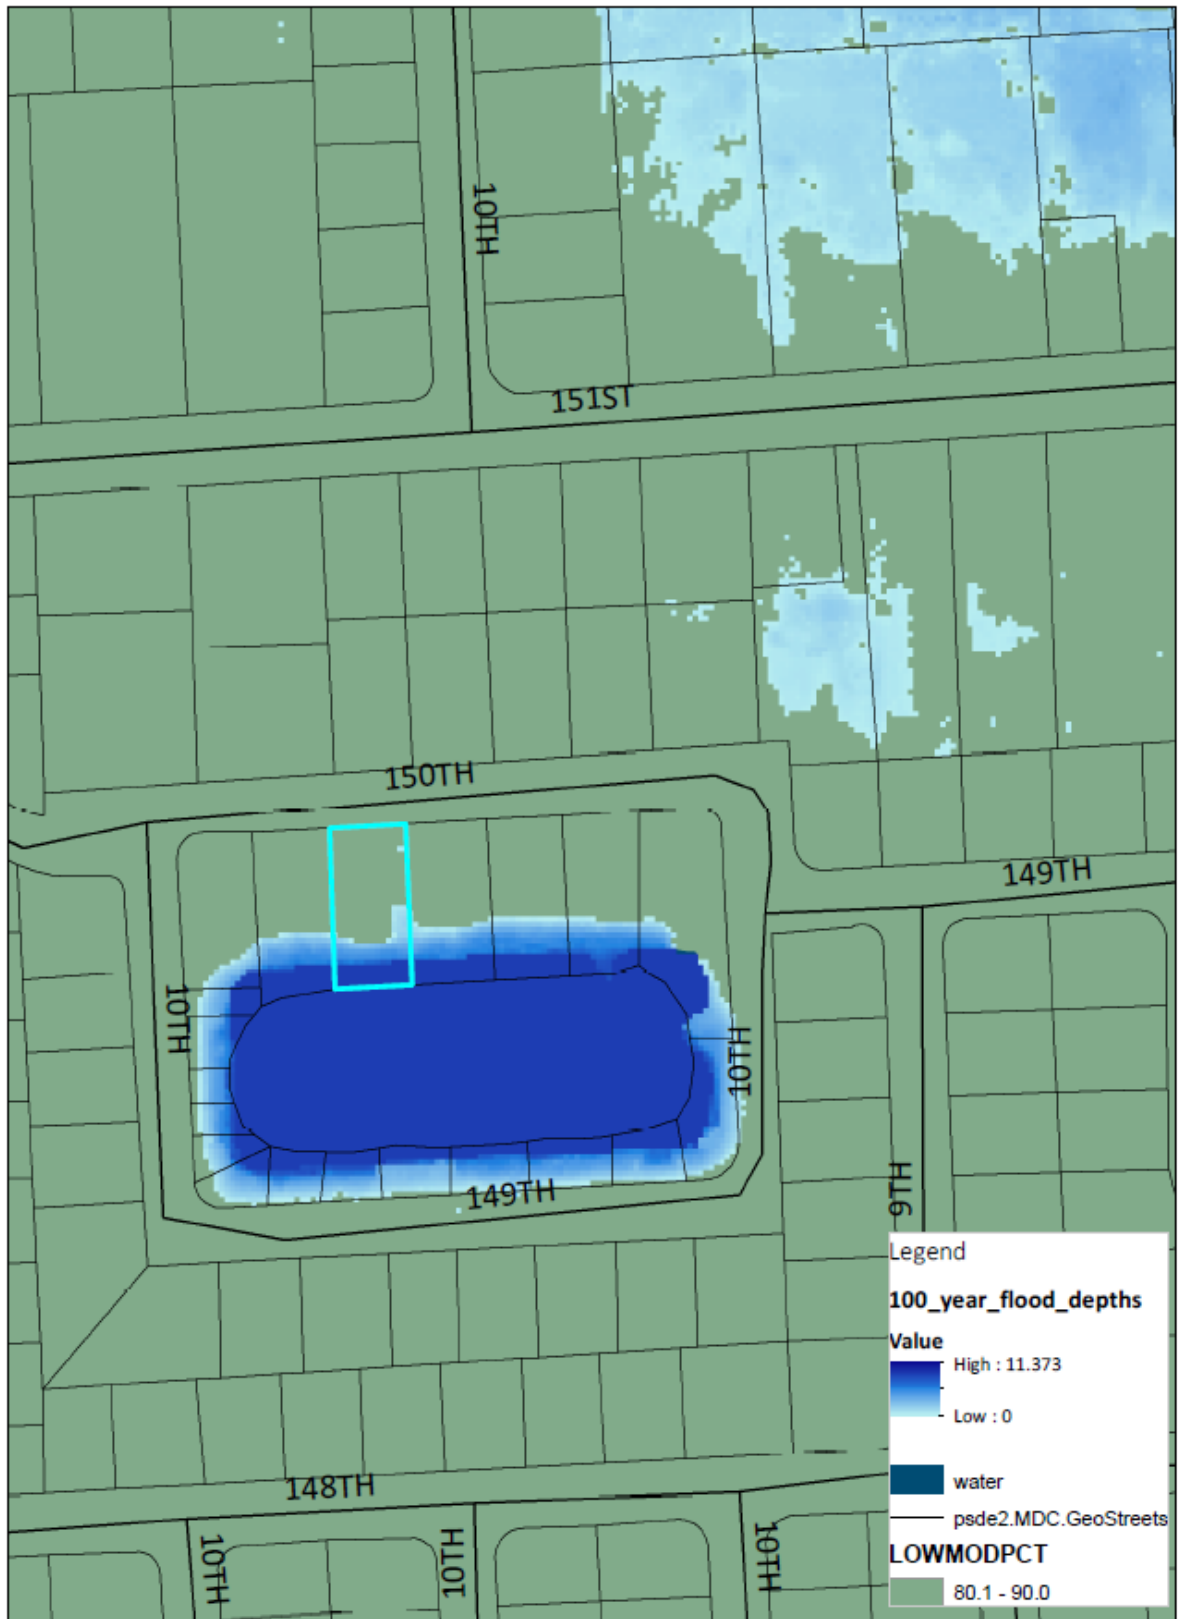 10TH
151ST
150TH
149TH
10TH
10TH
9TH
149TH
148TH
10TH
10TH
10TH
Legend
100_year_flood_depths
Value
High : 11.373
Low : 0
water
psde2.MDC.GeoStreets
LOWMODPCT
80.1 - 90.0